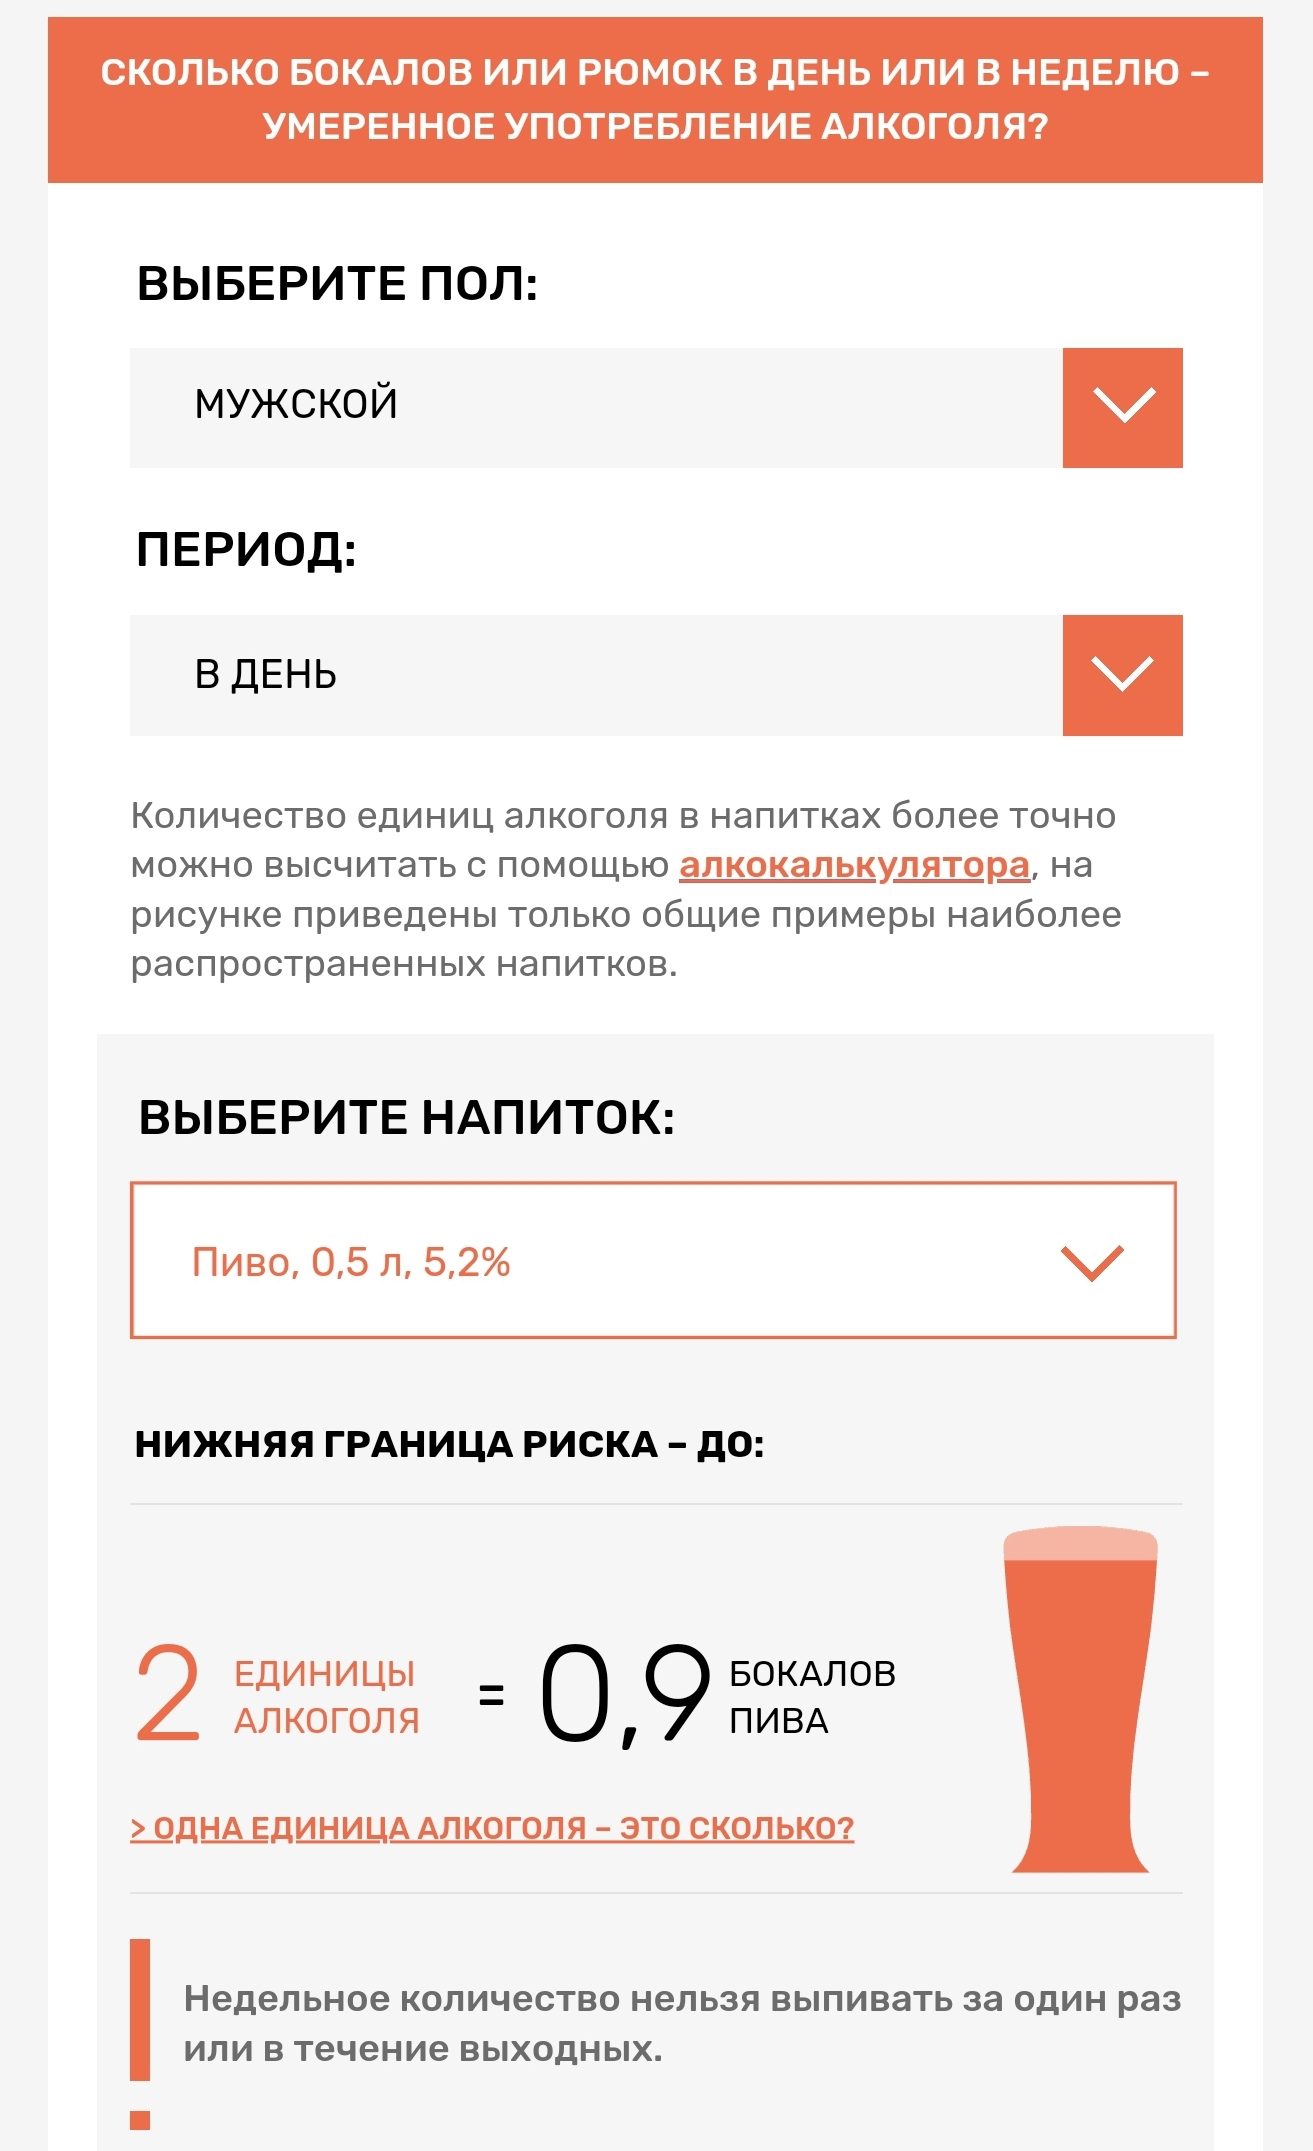 СКОЛЬКО БОКАЛОВ ИЛИ РЮМОК В ДЕНЬ ИЛИ В НЕДЕЛЮ –
УМЕРЕННОЕ УПОТРЕБЛЕНИЕ АЛКОГОЛЯ?
ВЫБЕРИТЕ ПОЛ:
МУЖСКОЙ
ПЕРИОД:
В ДЕНЬ
Количество единиц алкоголя в напитках более точно
можно высчитать с помощью алкокалькулятора, на
рисунке приведены только общие примеры наиболее
распространенных напитков.
ВЫБЕРИТЕ НАПИТОК:
Пиво, 0,5 л, 5,2%
НИЖНЯЯ ГРАНИЦА РИСКА – ДО:
2 ЕДИНИЦЫ АЛКОГОЛЯ = 0,9 БОКАЛОВ ПИВА
> ОДНА ЕДИНИЦА АЛКОГОЛЯ – ЭТО СКОЛЬКО?
Недельное количество нельзя выпивать за один раз
или в течение выходных.